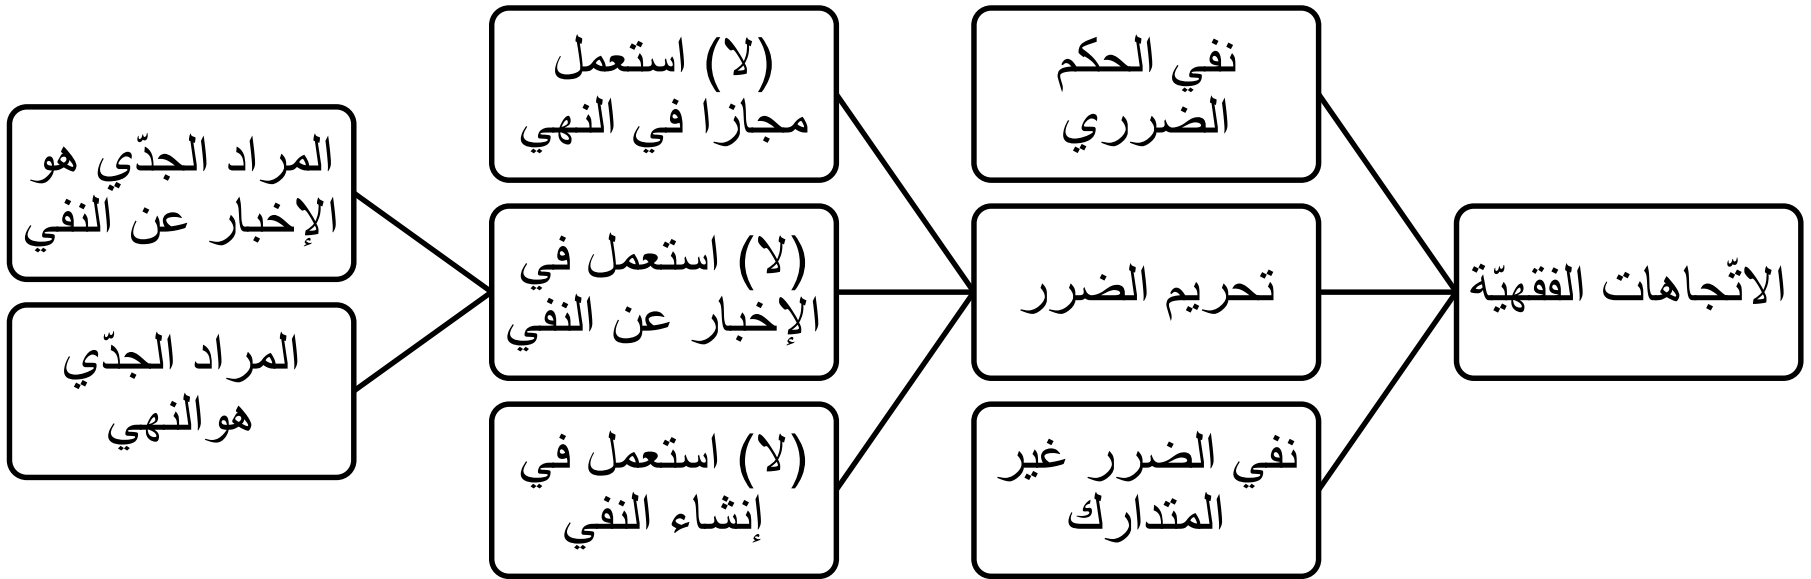 الاتّجاهات الفقهيّة
نفي الحكم
الضرري
تحريم الضرر
نفي الضرر غير
المتدارك
(لا) استعمل
مجازا في النهي
(لا) استعمل في
الإخبار عن النفي
(لا) استعمل في
إنشاء النفي
المراد الجدّي هو
الإخبار عن النفي
المراد الجدّي
هوالنهي